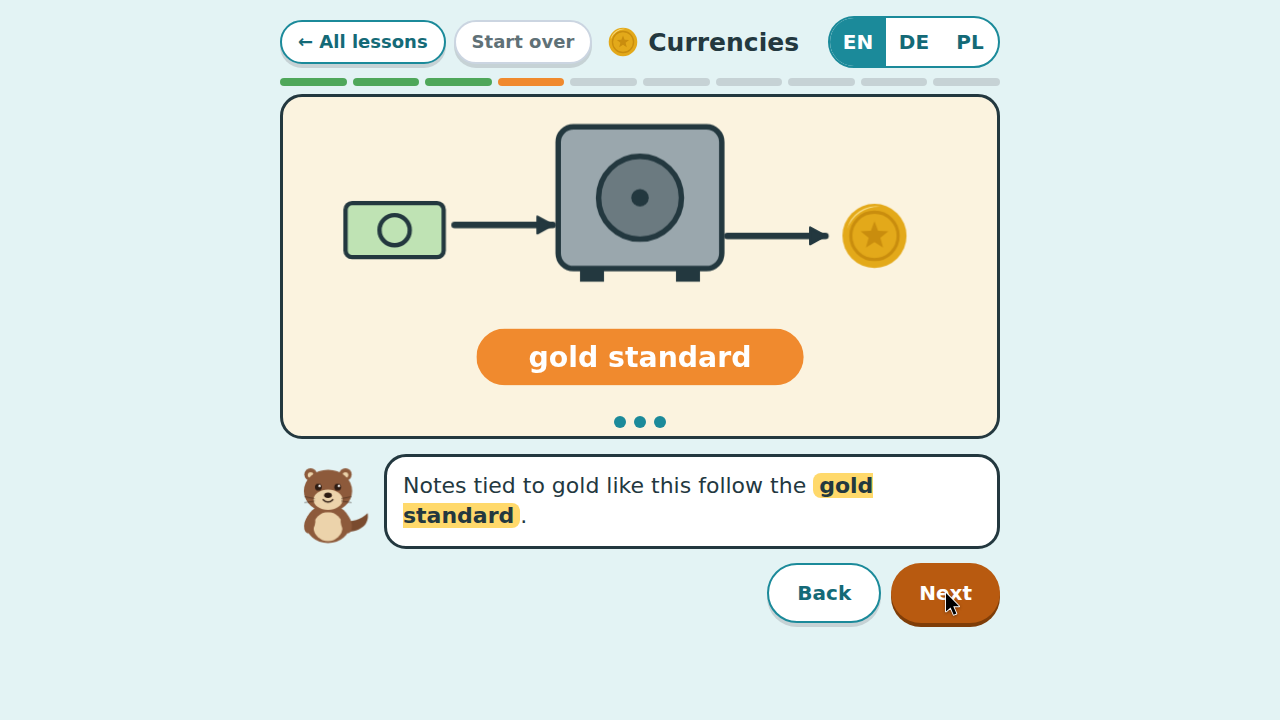 ← All lessons
Start over
Currencies
EN DE PL
gold standard
Notes tied to gold like this follow the gold
standard.
Back
Next